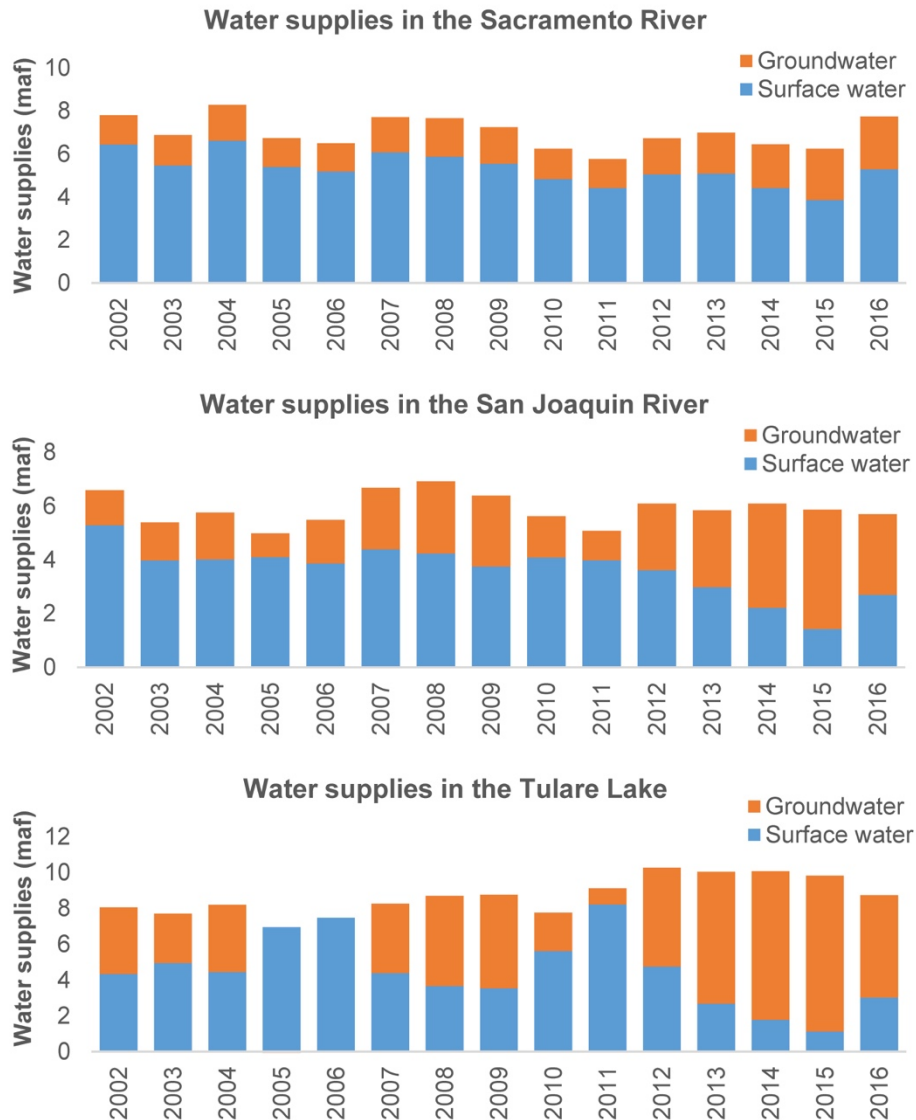 Water supplies in the Sacramento River
Groundwater
Surface water
Water supplies (maf)
10
8
6
4
2
0
2002 2003 2004 2005 2006 2007 2008 2009 2010 2011 2012 2013 2014 2015 2016
Water supplies in the San Joaquin River
Groundwater
Surface water
Water supplies (maf)
8
6
4
2
0
2002 2003 2004 2005 2006 2007 2008 2009 2010 2011 2012 2013 2014 2015 2016
Water supplies in the Tulare Lake
Groundwater
Surface water
Water supplies (maf)
12
10
8
6
4
2
0
2002 2003 2004 2005 2006 2007 2008 2009 2010 2011 2012 2013 2014 2015 2016